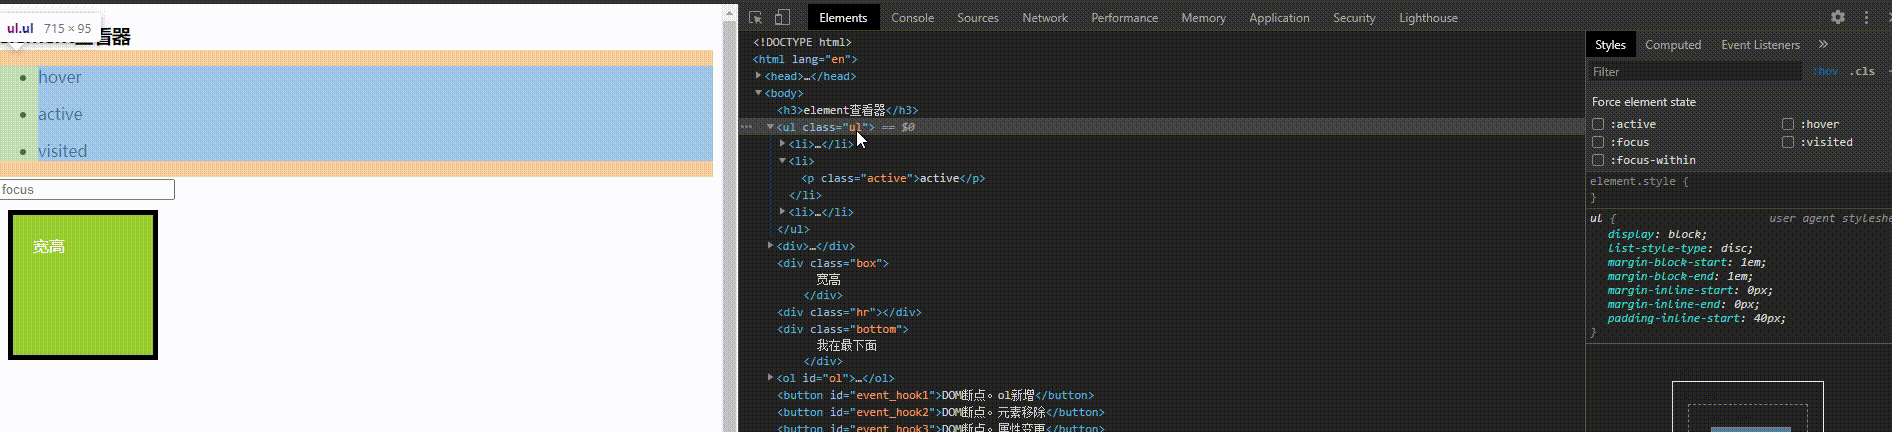 ul.ul 715 × 95
查看器
hover
active
visited
focus
宽高
Elements Console Sources Network Performance Memory Application Security Lighthouse
<!DOCTYPE html>
<html lang="en">
<head>…</head>
<body>
<h3>element查看器</h3>
<ul class="ul"> == $0
<li>…</li>
<li>
<p class="active">active</p>
</li>
<li>…</li>
</ul>
<div>…</div>
<div class="box">
宽高
</div>
<div class="hr"></div>
<div class="bottom">
我在最下面
</div>
<ol id="ol">…</ol>
<button id="event_hook1">DOM断点。ol新增</button>
<button id="event_hook2">DOM断点。元素移除</button>
<button id="event_hook3">DOM断点。属性变更</button>
Styles Computed Event Listeners »
Filter :hov .cls
Force element state
:active :hover
:focus :visited
:focus-within
element.style {
}
ul { user agent styleshe
display: block;
list-style-type: disc;
margin-block-start: 1em;
margin-block-end: 1em;
margin-inline-start: 0px;
margin-inline-end: 0px;
padding-inline-start: 40px;
}